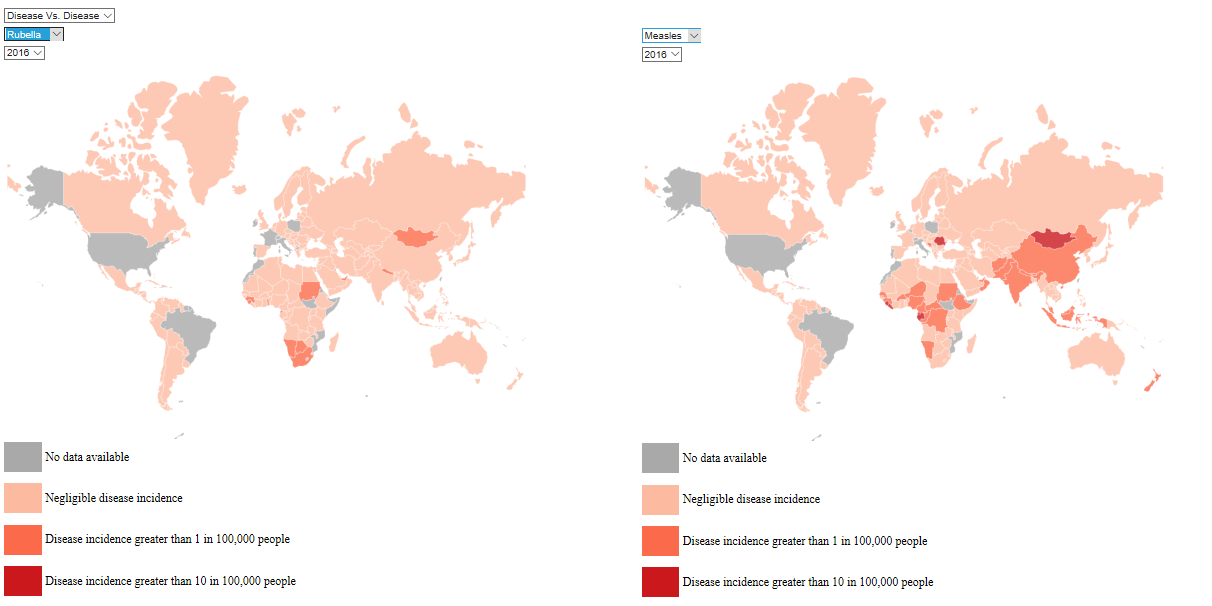 Disease Vs. Disease
Rubella
2016
Measles
2016
No data available
Negligible disease incidence
Disease incidence greater than 1 in 100,000 people
Disease incidence greater than 10 in 100,000 people
No data available
Negligible disease incidence
Disease incidence greater than 1 in 100,000 people
Disease incidence greater than 10 in 100,000 people